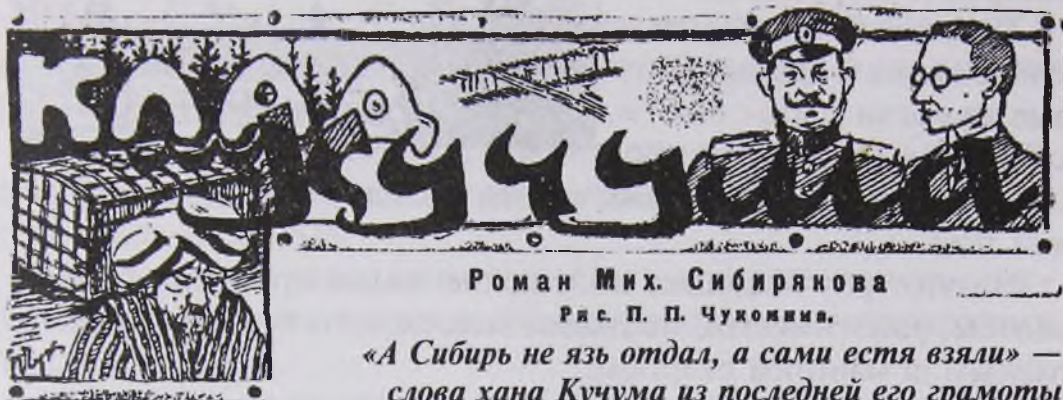 Кучума
Роман Мих. Сибирякова
Рис. П. П. Чукомина.
«А Сибирь не язь отдал, а сами естя взяли» —
слова хана Кучума из последней его грамоты